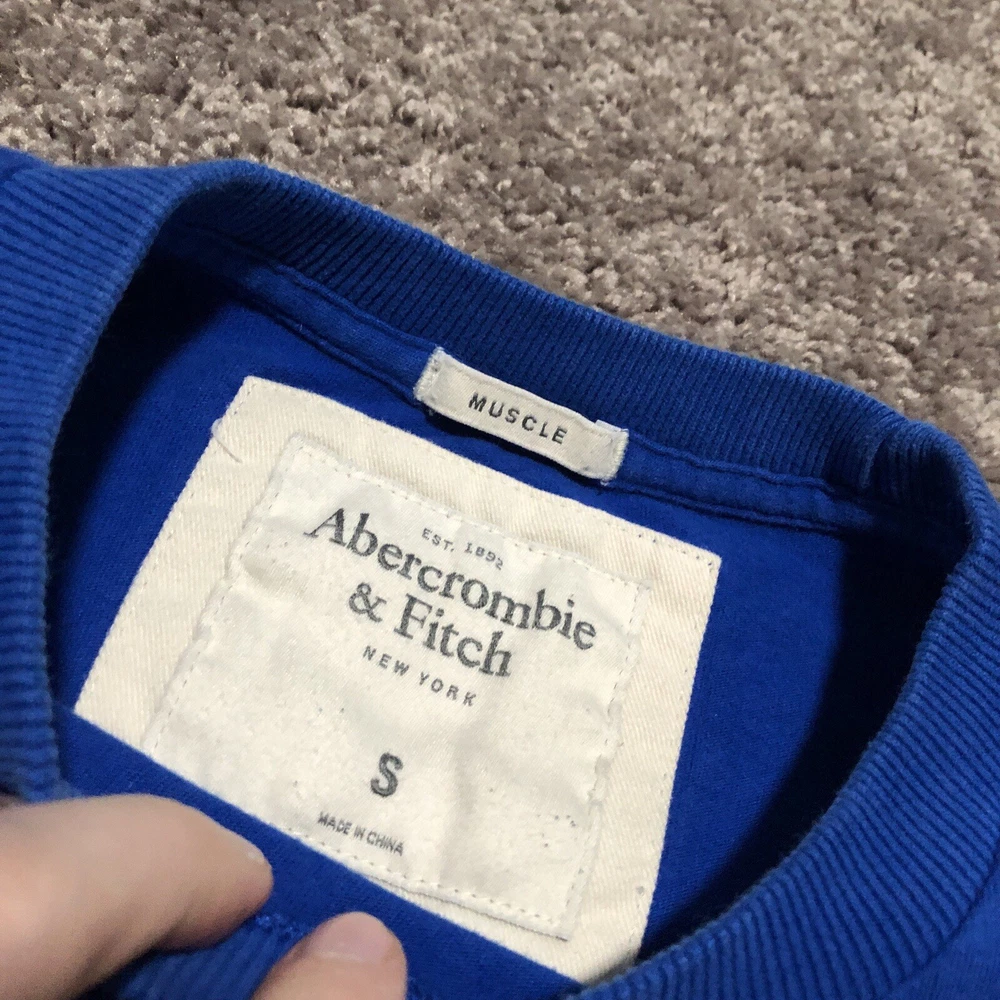 MUSCLE
EST. 1892
Abercrombie
& Fitch
NEW YORK
S
MADE IN CHINA